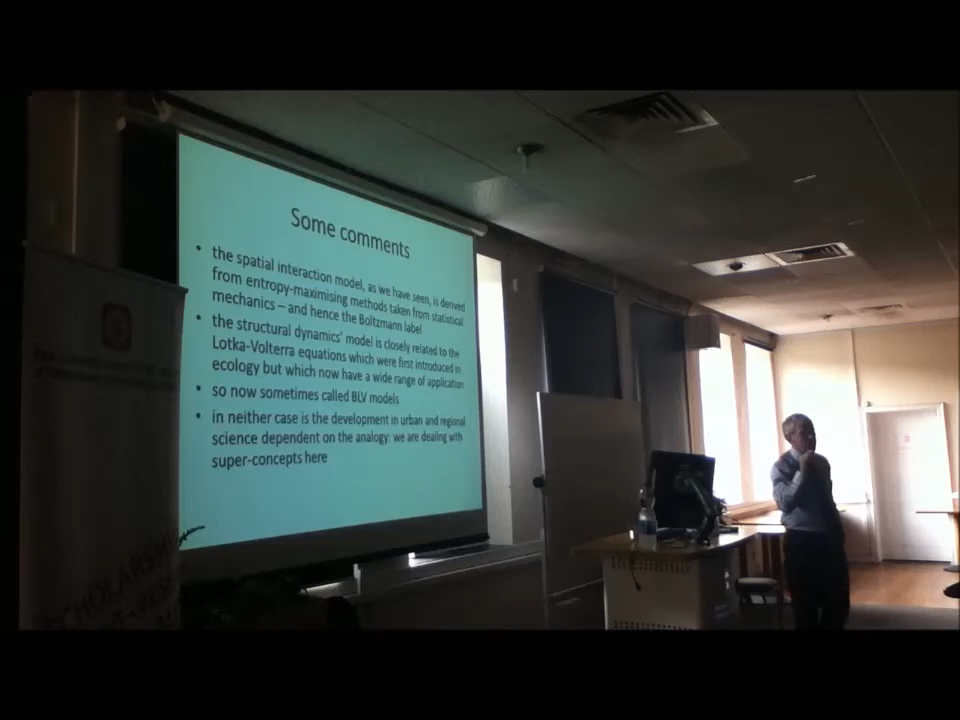 Some comments
• the spatial interaction model, as we have seen, is derived
from entropy-maximising methods taken from statistical
mechanics – and hence the Boltzmann label
• the structural dynamics' model is closely related to the
Lotka-Volterra equations which were first introduced in
ecology but which now have a wide range of application
• so now sometimes called BLV models
• in neither case is the development in urban and regional
science dependent on the analogy: we are dealing with
super-concepts here
SCHOLARSHIP